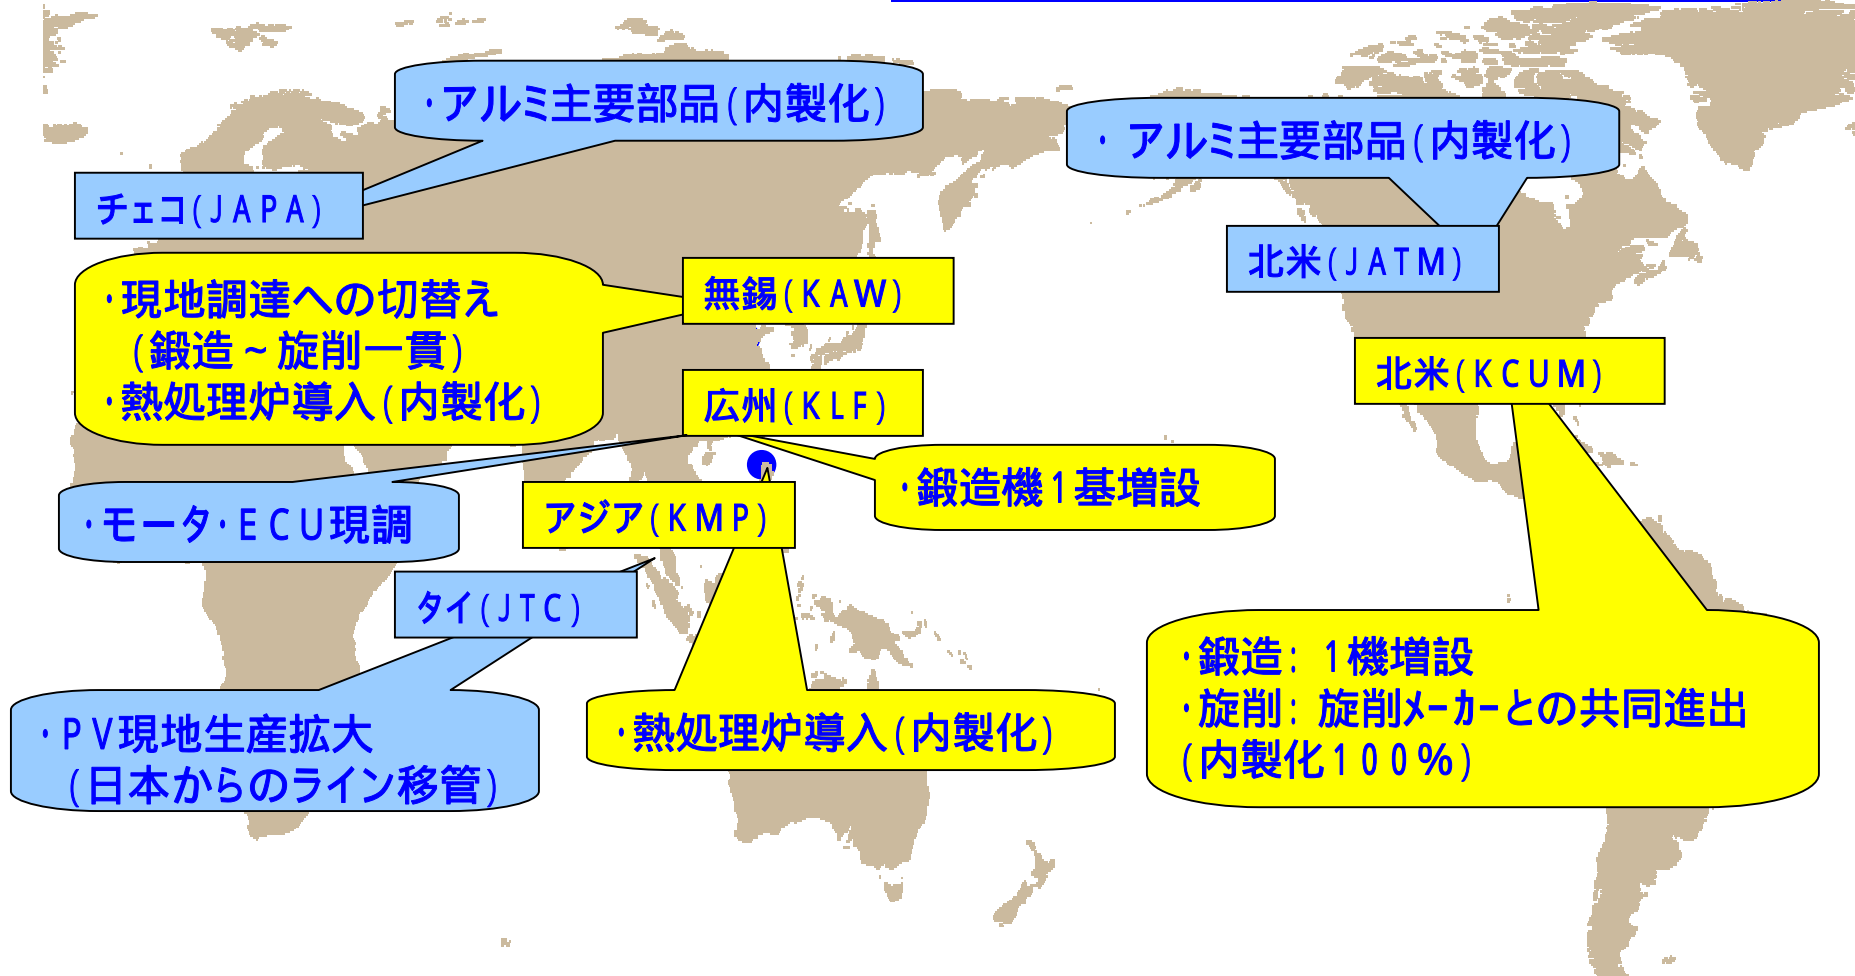 ・アルミ主要部品(内製化)
・ アルミ主要部品(内製化)
チェコ(JAPA)
北米(JATM)
・現地調達への切替え
(鍛造~旋削一貫)
・熱処理炉導入(内製化)
無錫(KAW)
広州(KLF)
北米(KCUM)
・鍛造機1基増設
・モータ・ECU現調
アジア(KMP)
タイ(JTC)
・PV現地生産拡大
(日本からのライン移管)
・熱処理炉導入(内製化)
・鍛造: 1機増設
・旋削: 旋削メーカーとの共同進出
(内製化100%)